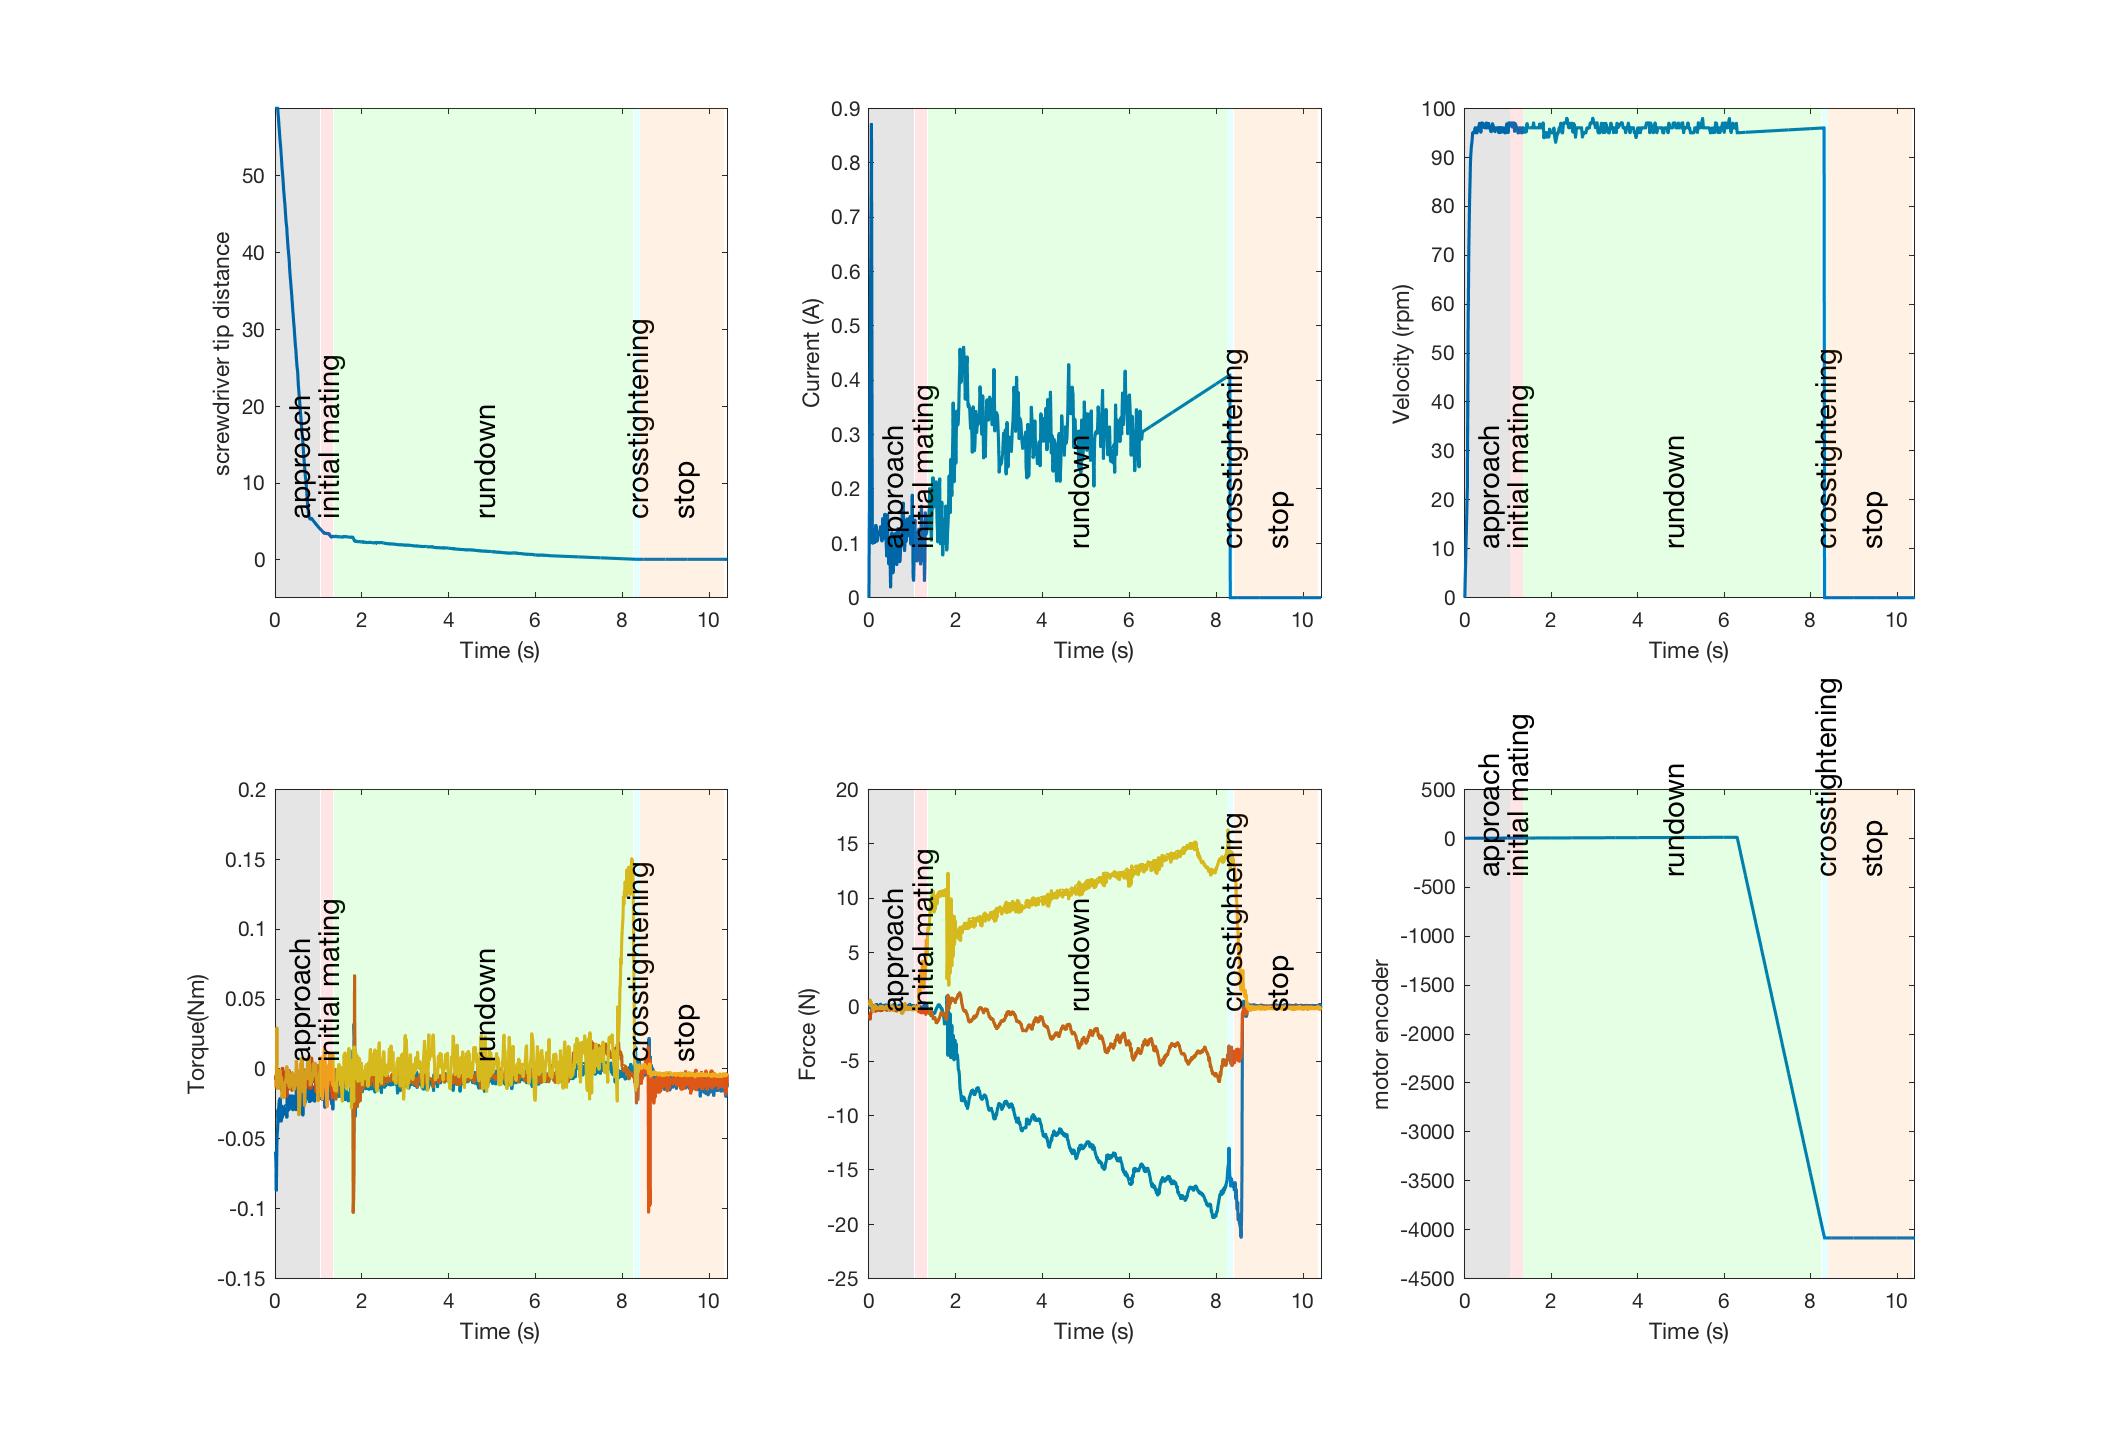 screwdriver tip distance
50
40
30
20
10
0
approach
initial mating
rundown
crosstightening
stop
0 2 4 6 8 10
Time (s)
Current (A)
0.9
0.8
0.7
0.6
0.5
0.4
0.3
0.2
0.1
0
approach
initial mating
rundown
crosstightening
stop
0 2 4 6 8 10
Time (s)
Velocity (rpm)
100
90
80
70
60
50
40
30
20
10
0
approach
initial mating
rundown
crosstightening
stop
0 2 4 6 8 10
Time (s)
Torque(Nm)
0.2
0.15
0.1
0.05
0
-0.05
-0.1
-0.15
approach
initial mating
rundown
crosstightening
stop
0 2 4 6 8 10
Time (s)
Force (N)
20
15
10
5
0
-5
-10
-15
-20
-25
approach
initial mating
rundown
crosstightening
stop
0 2 4 6 8 10
Time (s)
motor encoder
500
0
-500
-1000
-1500
-2000
-2500
-3000
-3500
-4000
-4500
approach
initial mating
rundown
crosstightening
stop
0 2 4 6 8 10
Time (s)